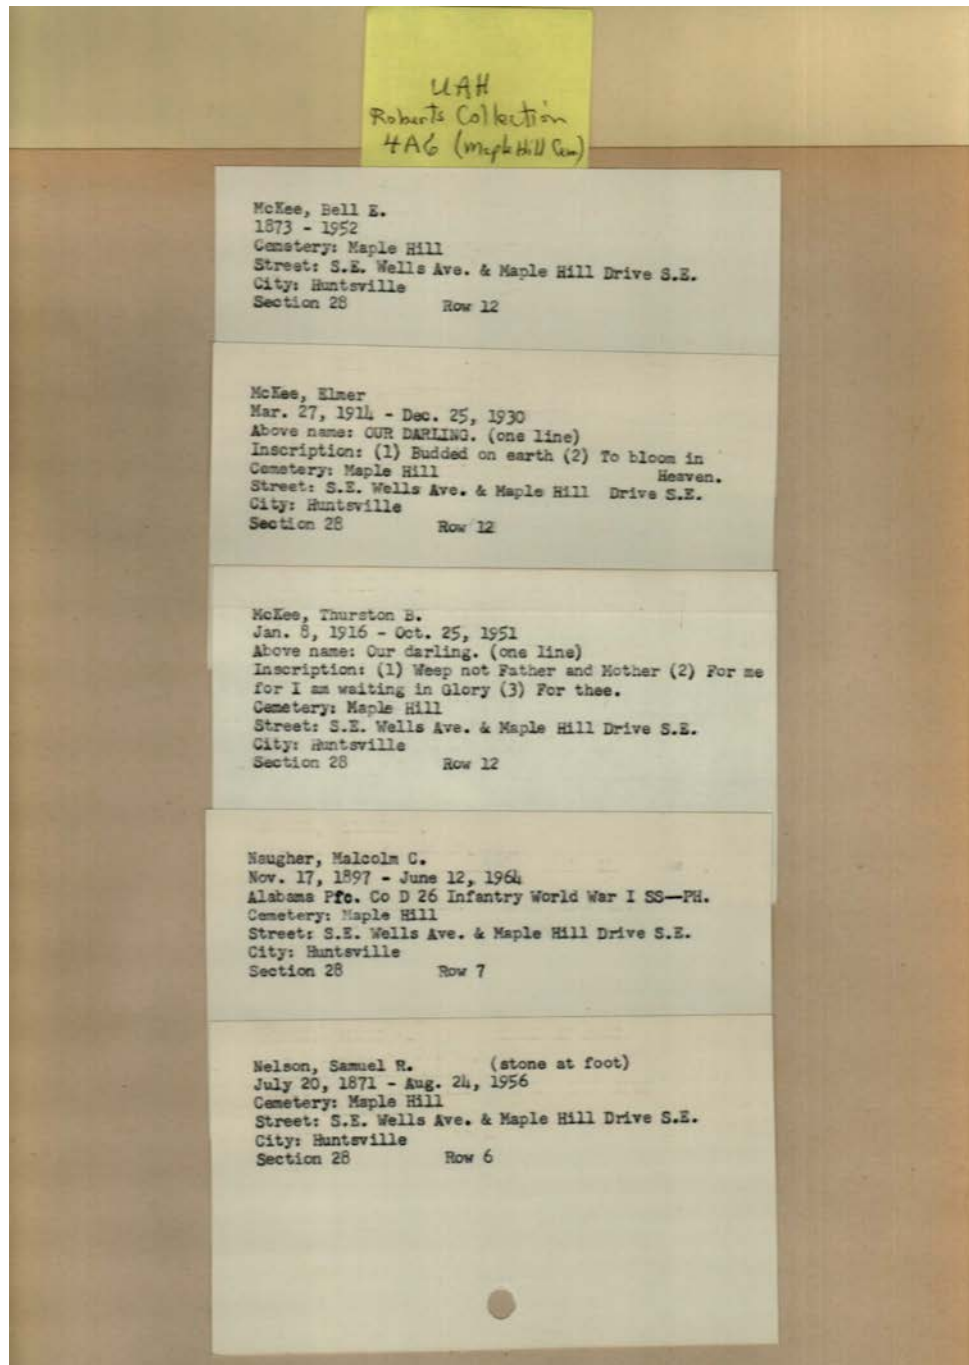 UAH
Roberts Collection
4A6 (Maple Hill Cem)
McKee, Bell E.
1873 - 1952
Cemetery: Maple Hill
Street: S.E. Wells Ave. & Maple Hill Drive S.E.
City: Huntsville
Section 28 Row 12
McKee, Elmer
Mar. 27, 1914 - Dec. 25, 1930
Above name: OUR DARLING. (one line)
Inscription: (1) Budded on earth (2) To bloom in
Cemetery: Maple Hill Heaven.
Street: S.E. Wells Ave. & Maple Hill Drive S.E.
City: Huntsville
Section 28 Row 12
McKee, Thurston B.
Jan. 8, 1916 - Oct. 25, 1951
Above name: Our darling. (one line)
Inscription: (1) Weep not Father and Mother (2) For me
for I am waiting in Glory (3) For thee.
Cemetery: Maple Hill
Street: S.E. Wells Ave. & Maple Hill Drive S.E.
City: Huntsville
Section 28 Row 12
Naugher, Malcolm C.
Nov. 17, 1897 - June 12, 1964
Alabama Pfc. Co D 26 Infantry World War I SS--PH.
Cemetery: Maple Hill
Street: S.E. Wells Ave. & Maple Hill Drive S.E.
City: Huntsville
Section 28 Row 7
Nelson, Samuel R. (stone at foot)
July 20, 1871 - Aug. 24, 1956
Cemetery: Maple Hill
Street: S.E. Wells Ave. & Maple Hill Drive S.E.
City: Huntsville
Section 28 Row 6